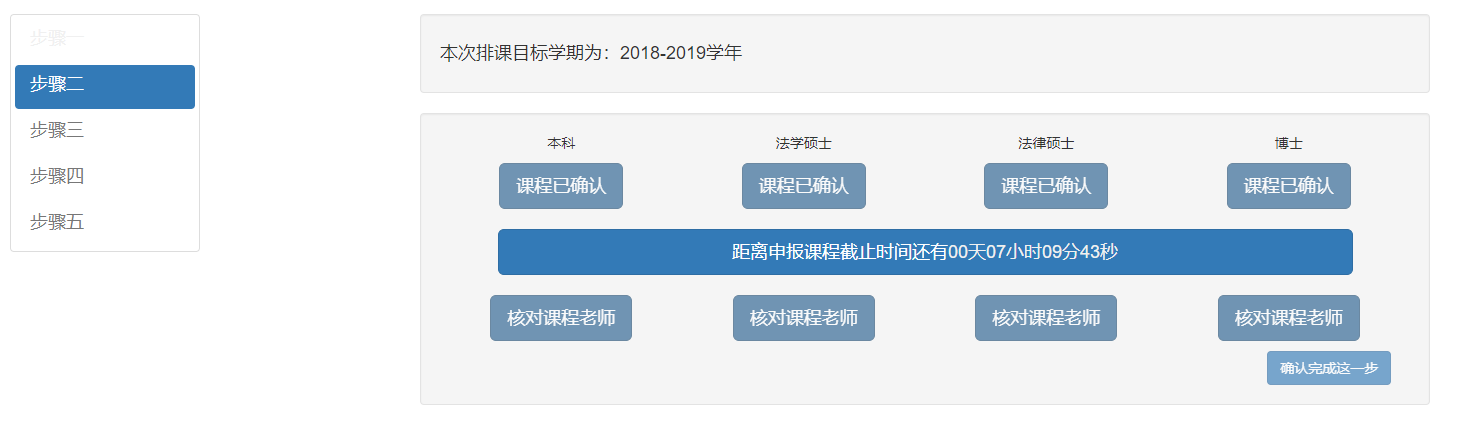 步骤一
步骤二
步骤三
步骤四
步骤五
本次排课目标学期为：2018-2019学年
本科 法学硕士 法律硕士 博士
课程已确认 课程已确认 课程已确认 课程已确认
距离申报课程截止时间还有00天07小时09分43秒
核对课程老师 核对课程老师 核对课程老师 核对课程老师
确认完成这一步